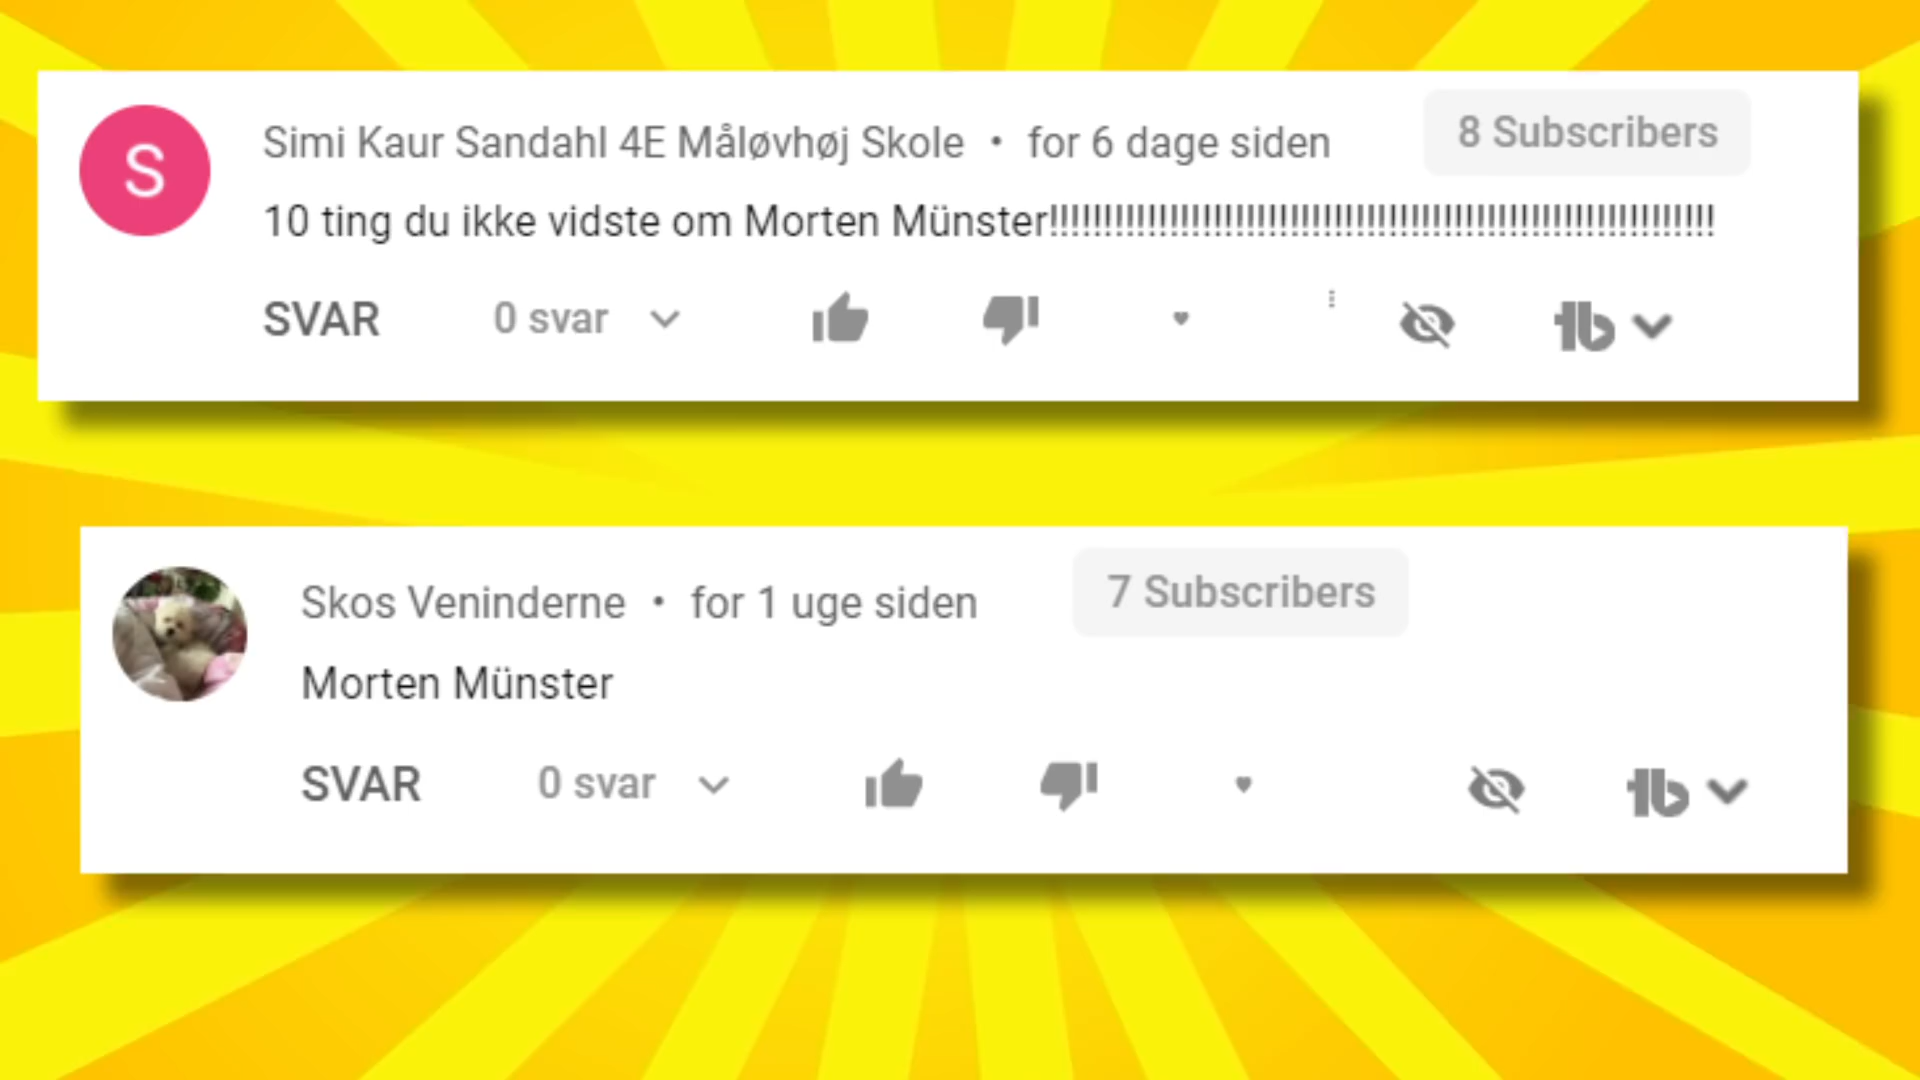 S
Simi Kaur Sandahl 4E Måløvhøj Skole • for 6 dage siden 8 Subscribers
10 ting du ikke vidste om Morten Münster!!!!!!!!!!!!!!!!!!!!!!!!!!!!!!!!!!!!!!!!!!!!!!!!!!!!!!!!!!!!!
SVAR 0 svar
Skos Veninderne • for 1 uge siden 7 Subscribers
Morten Münster
SVAR 0 svar